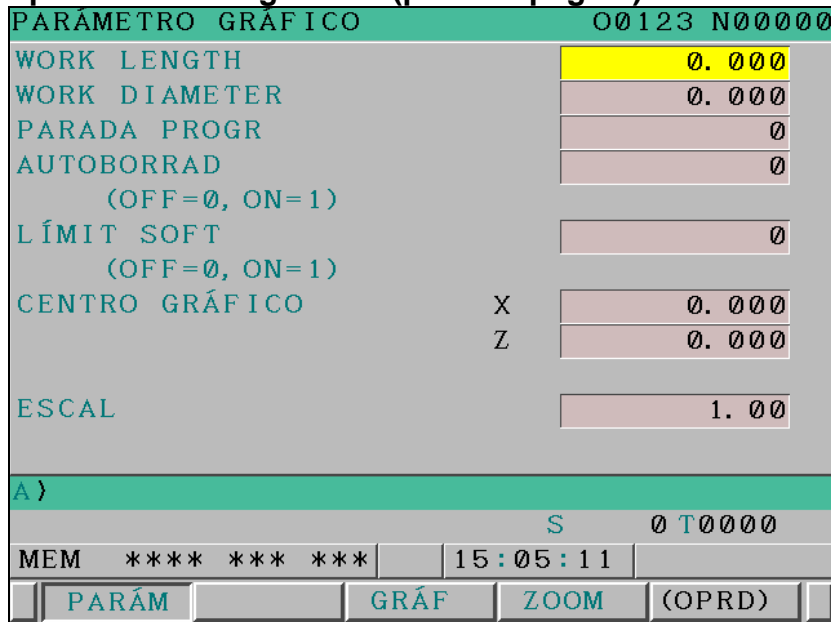 PARÁMETRO GRÁFICO O0123 N00000
WORK LENGTH 0.000
WORK DIAMETER 0.000
PARADA PROGR 0
AUTOBORRAD 0
(OFF=0, ON=1)
LÍMIT SOFT 0
(OFF=0, ON=1)
CENTRO GRÁFICO X 0.000
Z 0.000
ESCAL 1.00
A)
S 0 T0000
MEM **** *** *** 15:05:11
PARÁM GRÁF ZOOM (OPRD)